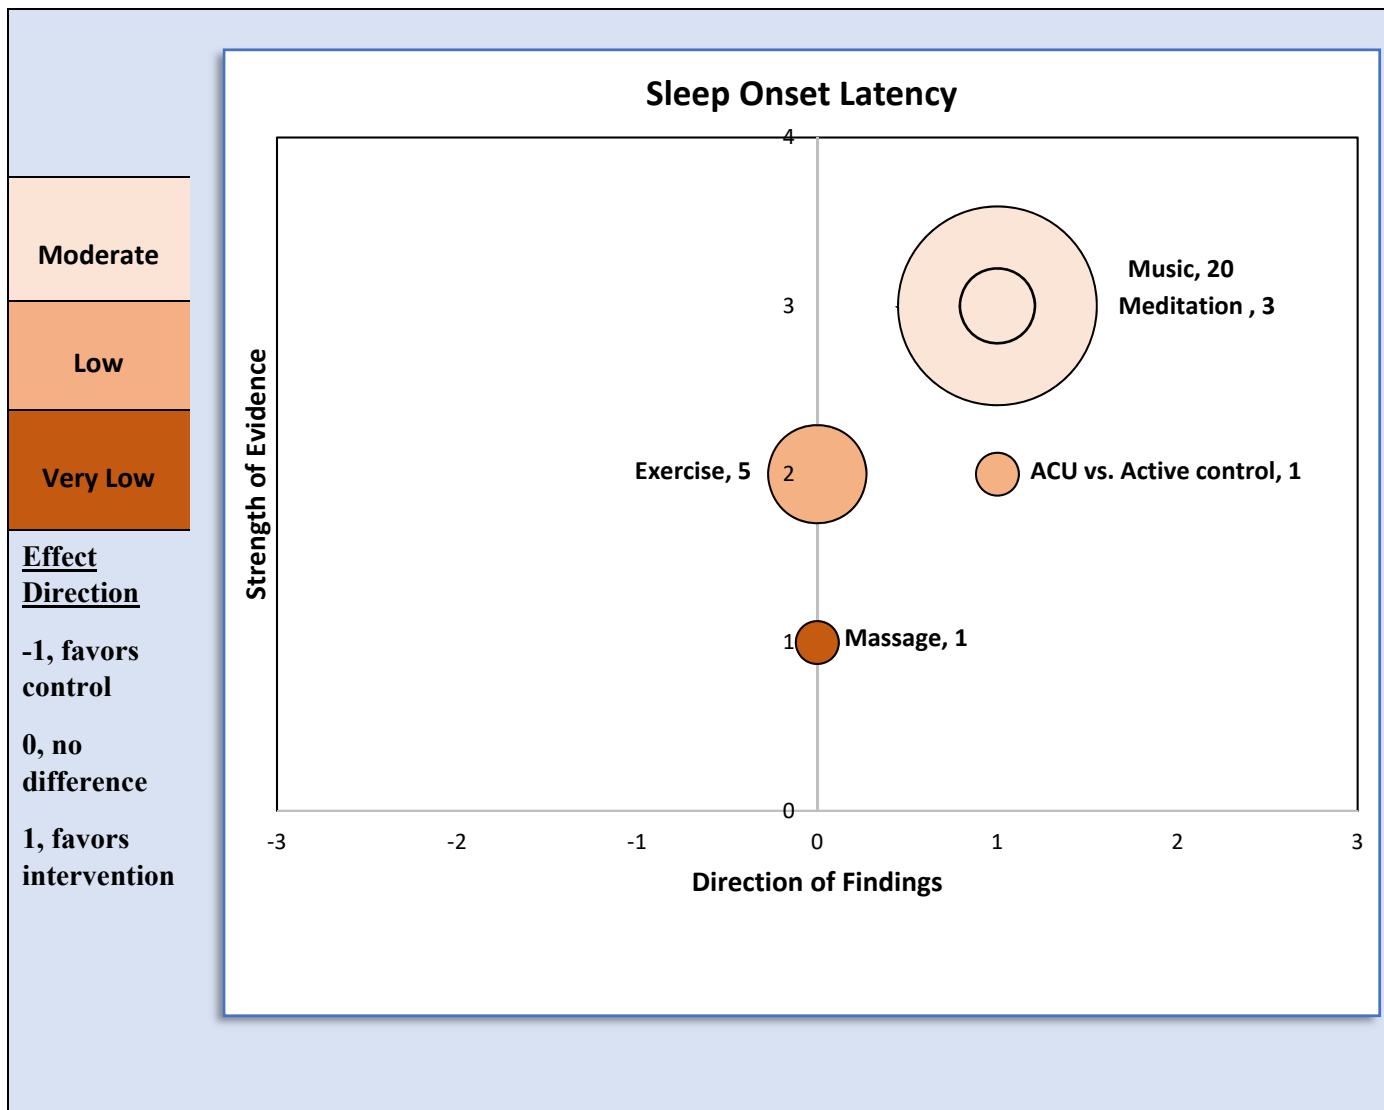 Sleep Onset Latency
Moderate
Low
Very Low
Effect
Direction
-1, favors
control
0, no
difference
1, favors
intervention
Strength of Evidence
4
3
2
1
0
Music, 20
Meditation , 3
Exercise, 5
ACU vs. Active control, 1
Massage, 1
-3 -2 -1 0 1 2 3
Direction of Findings